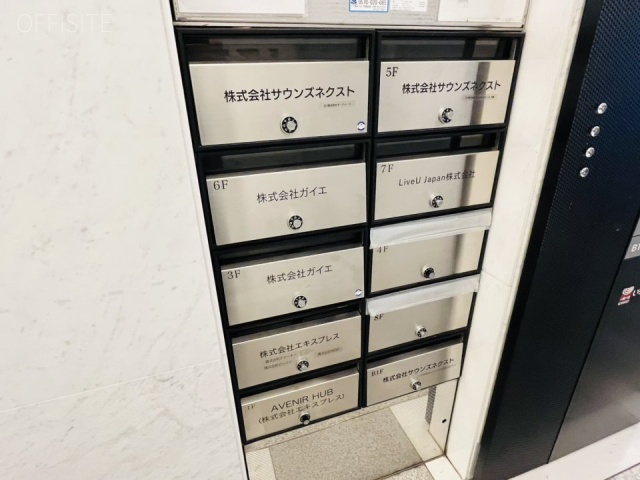 OFFISITE
株式会社サウンズネクスト
5F
株式会社サウンズネクスト
6F
株式会社ガイエ
7F
LiveU Japan株式会社
3F
株式会社ガイエ
4F
株式会社エキスプレス
8F
AVENIR HUB
(株式会社エキスプレス)
B1F
株式会社サウンズネクスト